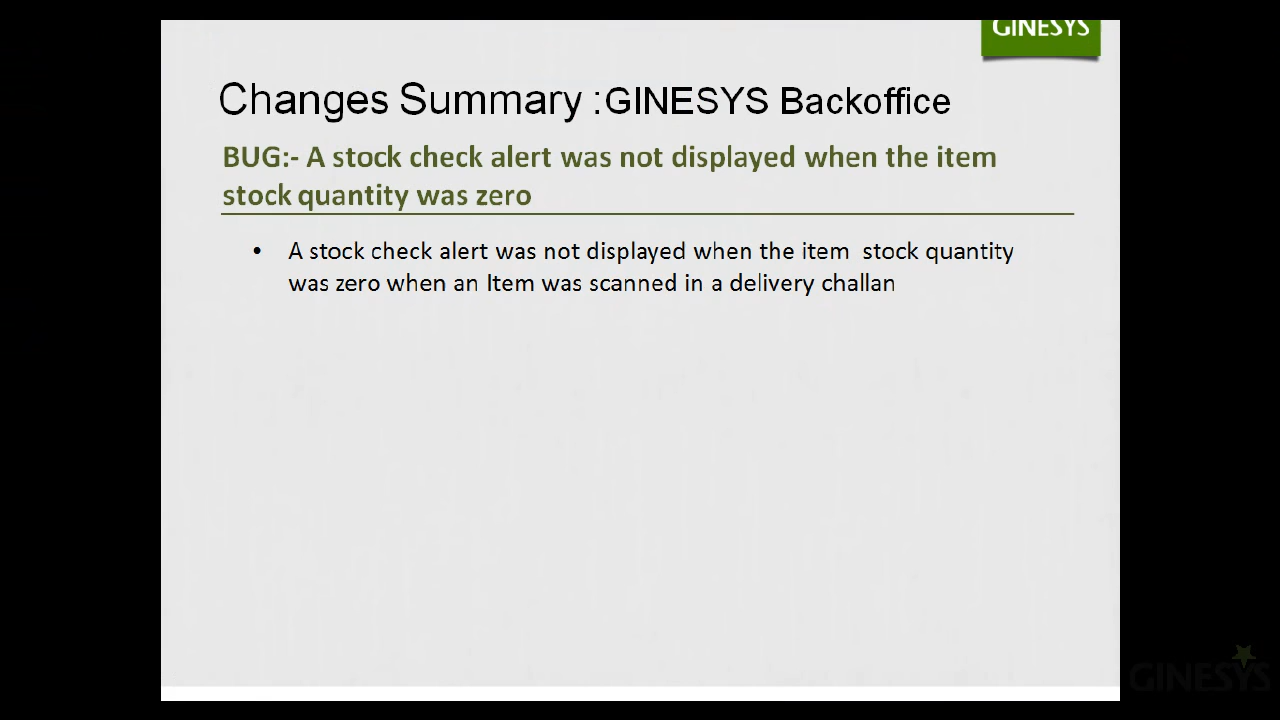 GINESYS
Changes Summary :GINESYS Backoffice
BUG:- A stock check alert was not displayed when the item
stock quantity was zero
• A stock check alert was not displayed when the item  stock quantity
was zero when an Item was scanned in a delivery challan
GINESYS